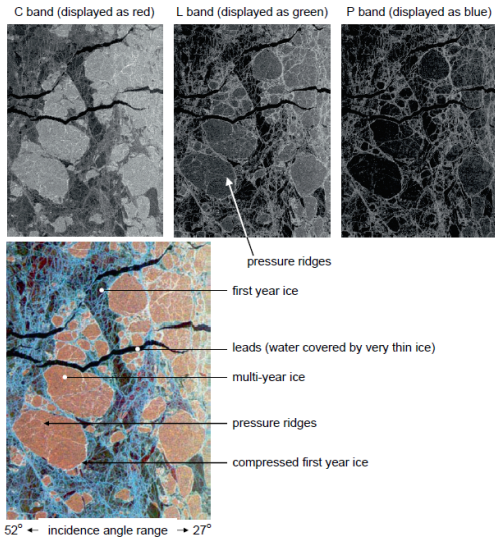 C band (displayed as red) L band (displayed as green) P band (displayed as blue)
pressure ridges
first year ice
leads (water covered by very thin ice)
multi-year ice
pressure ridges
compressed first year ice
52° ← incidence angle range → 27°